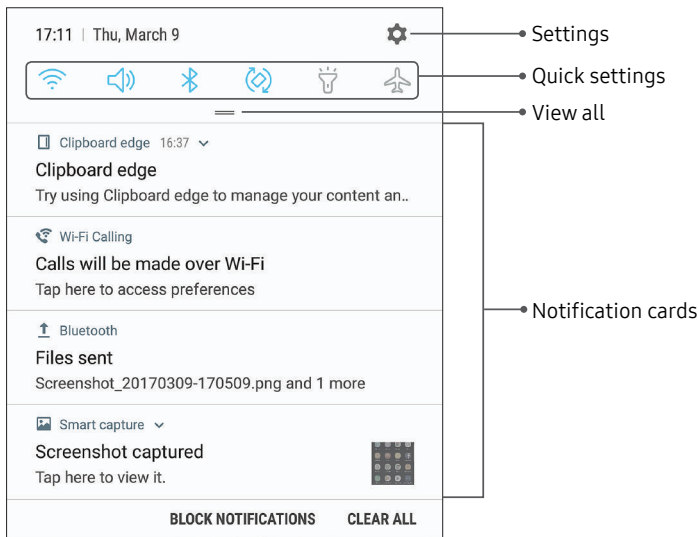 17:11 | Thu, March 9
Settings
Quick settings
View all
Clipboard edge 16:37
Clipboard edge
Try using Clipboard edge to manage your content an..
Wi-Fi Calling
Calls will be made over Wi-Fi
Tap here to access preferences
Notification cards
Bluetooth
Files sent
Screenshot_20170309-170509.png and 1 more
Smart capture
Screenshot captured
Tap here to view it.
BLOCK NOTIFICATIONS CLEAR ALL